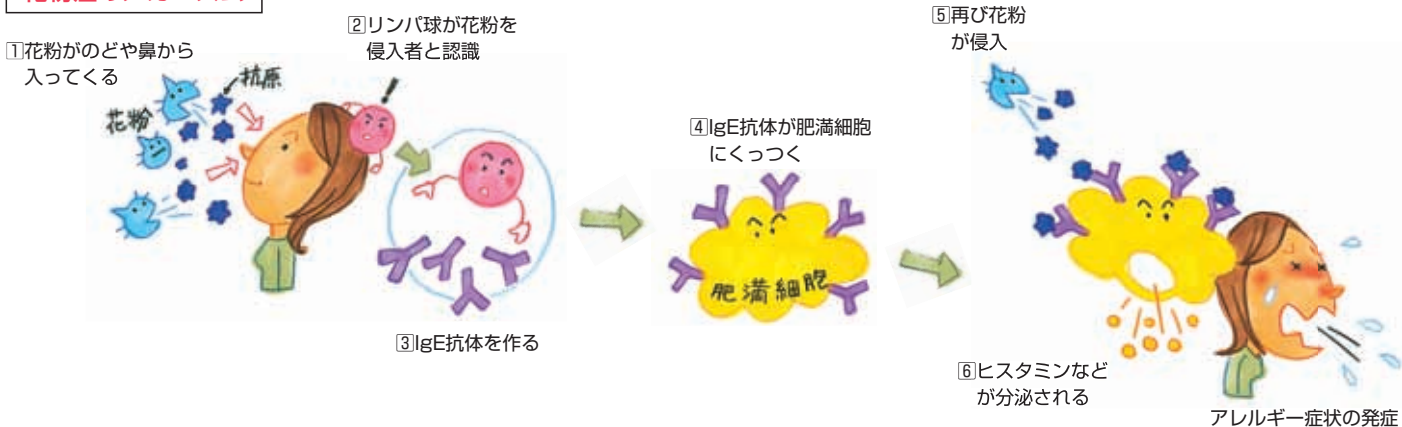 ①花粉がのどや鼻から
入ってくる
花粉
抗原
②リンパ球が花粉を
侵入者と認識
!
③IgE抗体を作る
④IgE抗体が肥満細胞
にくっつく
肥満細胞
⑤再び花粉
が侵入
⑥ヒスタミンなど
が分泌される
アレルギー症状の発症